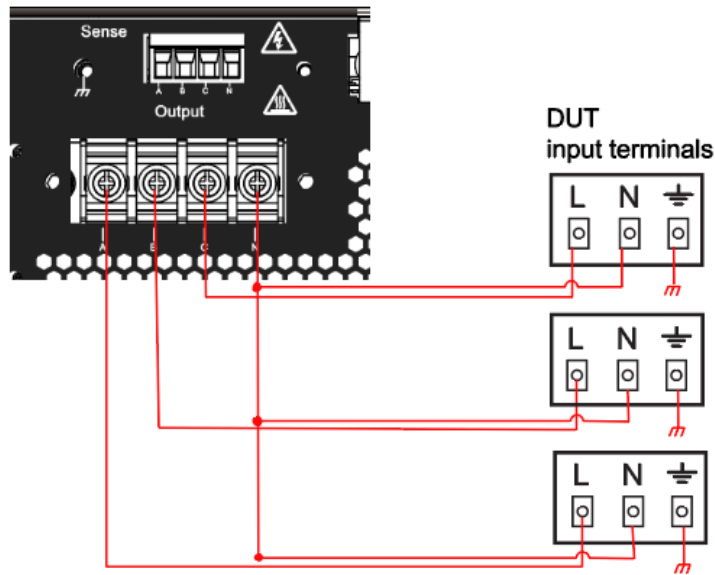 Sense
A B C N
Output
A B C N
DUT
input terminals
L N
L N
L N